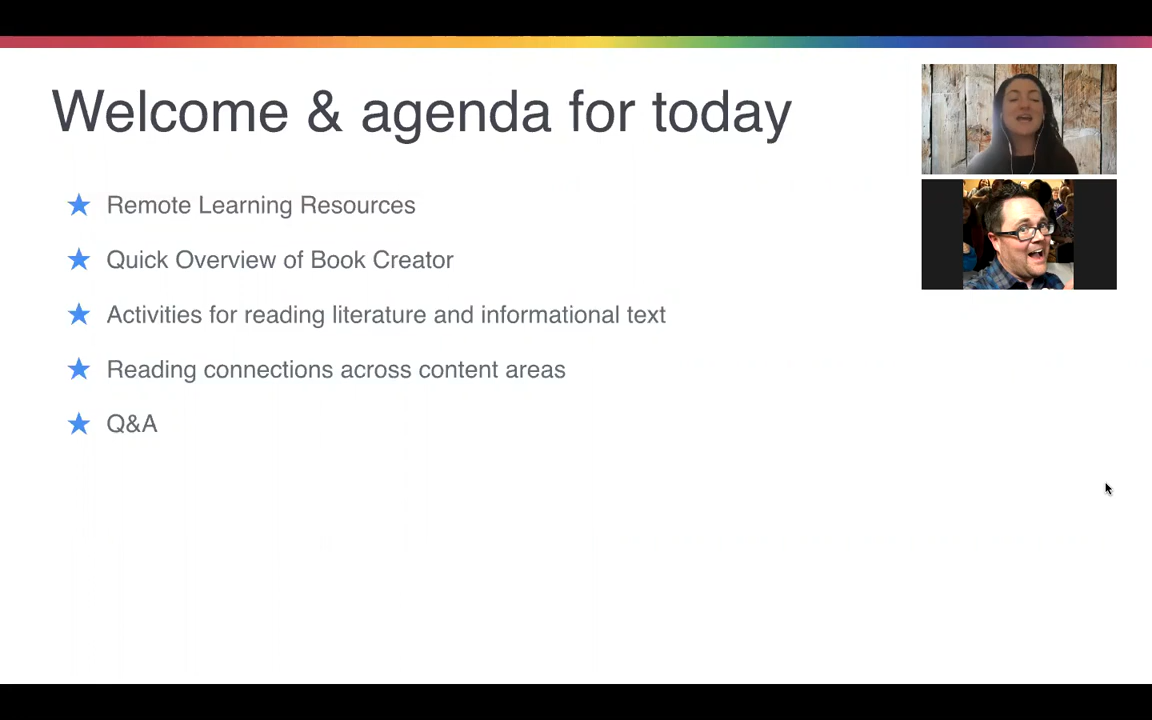 Welcome & agenda for today
Remote Learning Resources
Quick Overview of Book Creator
Activities for reading literature and informational text
Reading connections across content areas
Q&A